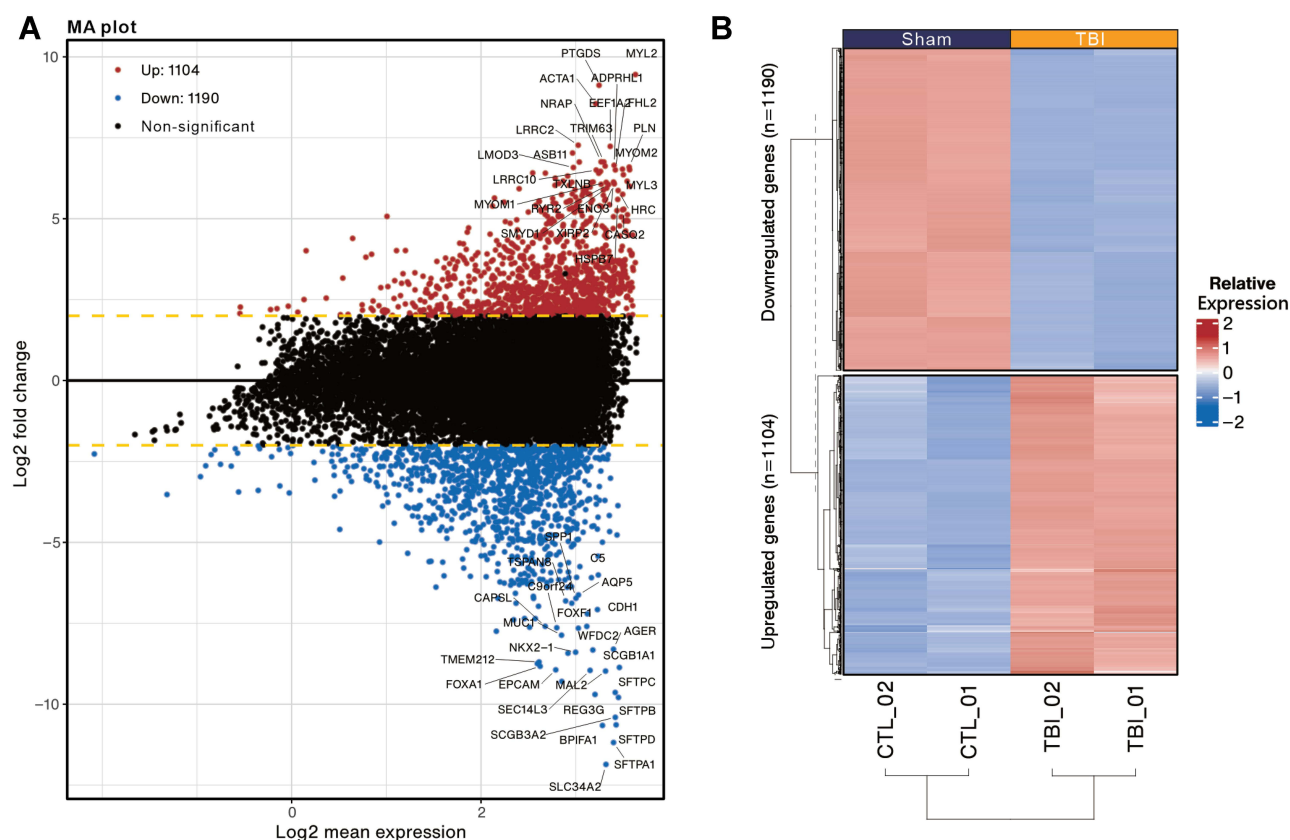 A
MA plot
Up: 1104
Down: 1190
Non-significant
PTGDS
MYL2
ACTA1
ADPRHL1
NRAP
EEF1A2
FHL2
LRRC2
TRIM63
PLN
LMOD3
ASB11
MYOM2
LRRC10
TXLNB
MYL3
MYOM1
RYR2
ENO3
HRC
SMYD1
XIRP2
CASQ2
HSPB7
SPP1
TSPAN8
C5
C9orf24
AQP5
CAPSL
FOXF1
CDH1
MUC1
WFDC2
AGER
NKX2−1
SCGB1A1
TMEM212
FOXA1
EPCAM
MAL2
SFTPC
SEC14L3
REG3G
SFTPB
SCGB3A2
BPIFA1
SFTPD
SFTPA1
SLC34A2
10
5
0
−5
−10
Log2 fold change
0
2
Log2 mean expression
B
Sham
TBI
Downregulated genes (n=1190)
Upregulated genes (n=1104)
CTL_02
CTL_01
TBI_02
TBI_01
Relative
Expression
2
1
0
−1
−2